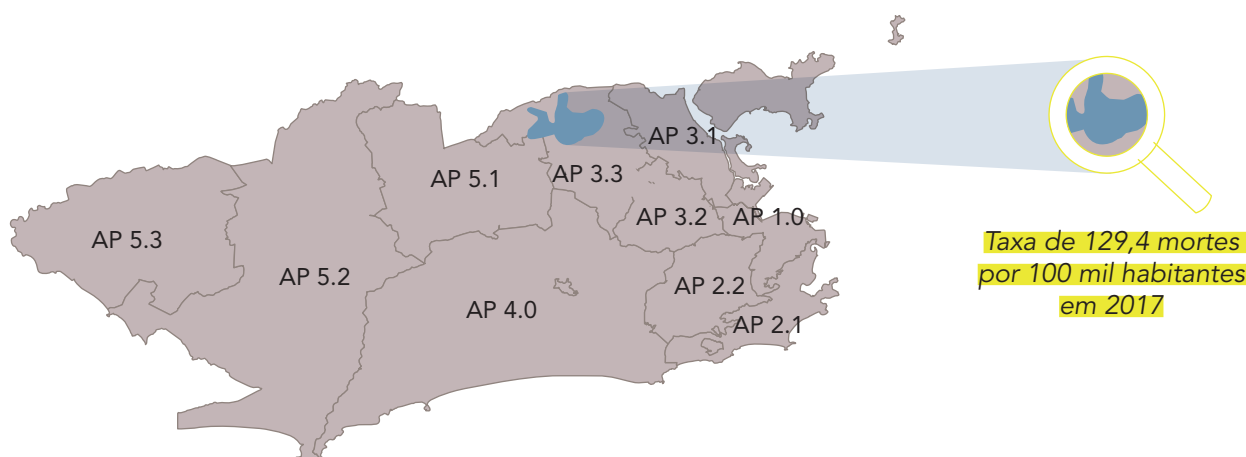 AP 3.1
AP 3.3
AP 5.1
AP 3.2
AP 1.0
AP 5.3
AP 5.2
AP 2.2
AP 4.0
AP 2.1
Taxa de 129,4 mortes
por 100 mil habitantes
em 2017